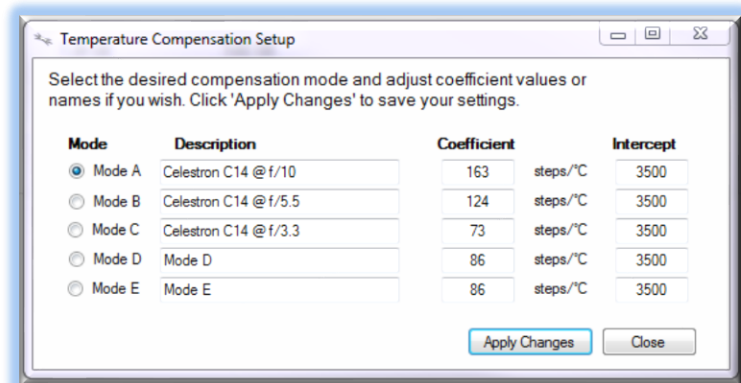 Temperature Compensation Setup
Select the desired compensation mode and adjust coefficient values or
names if you wish. Click 'Apply Changes' to save your settings.
Mode Description Coefficient Intercept
Mode A Celestron C14 @ f/10 163 steps/°C 3500
Mode B Celestron C14 @ f/5.5 124 steps/°C 3500
Mode C Celestron C14 @ f/3.3 73 steps/°C 3500
Mode D Mode D 86 steps/°C 3500
Mode E Mode E 86 steps/°C 3500
Apply Changes Close